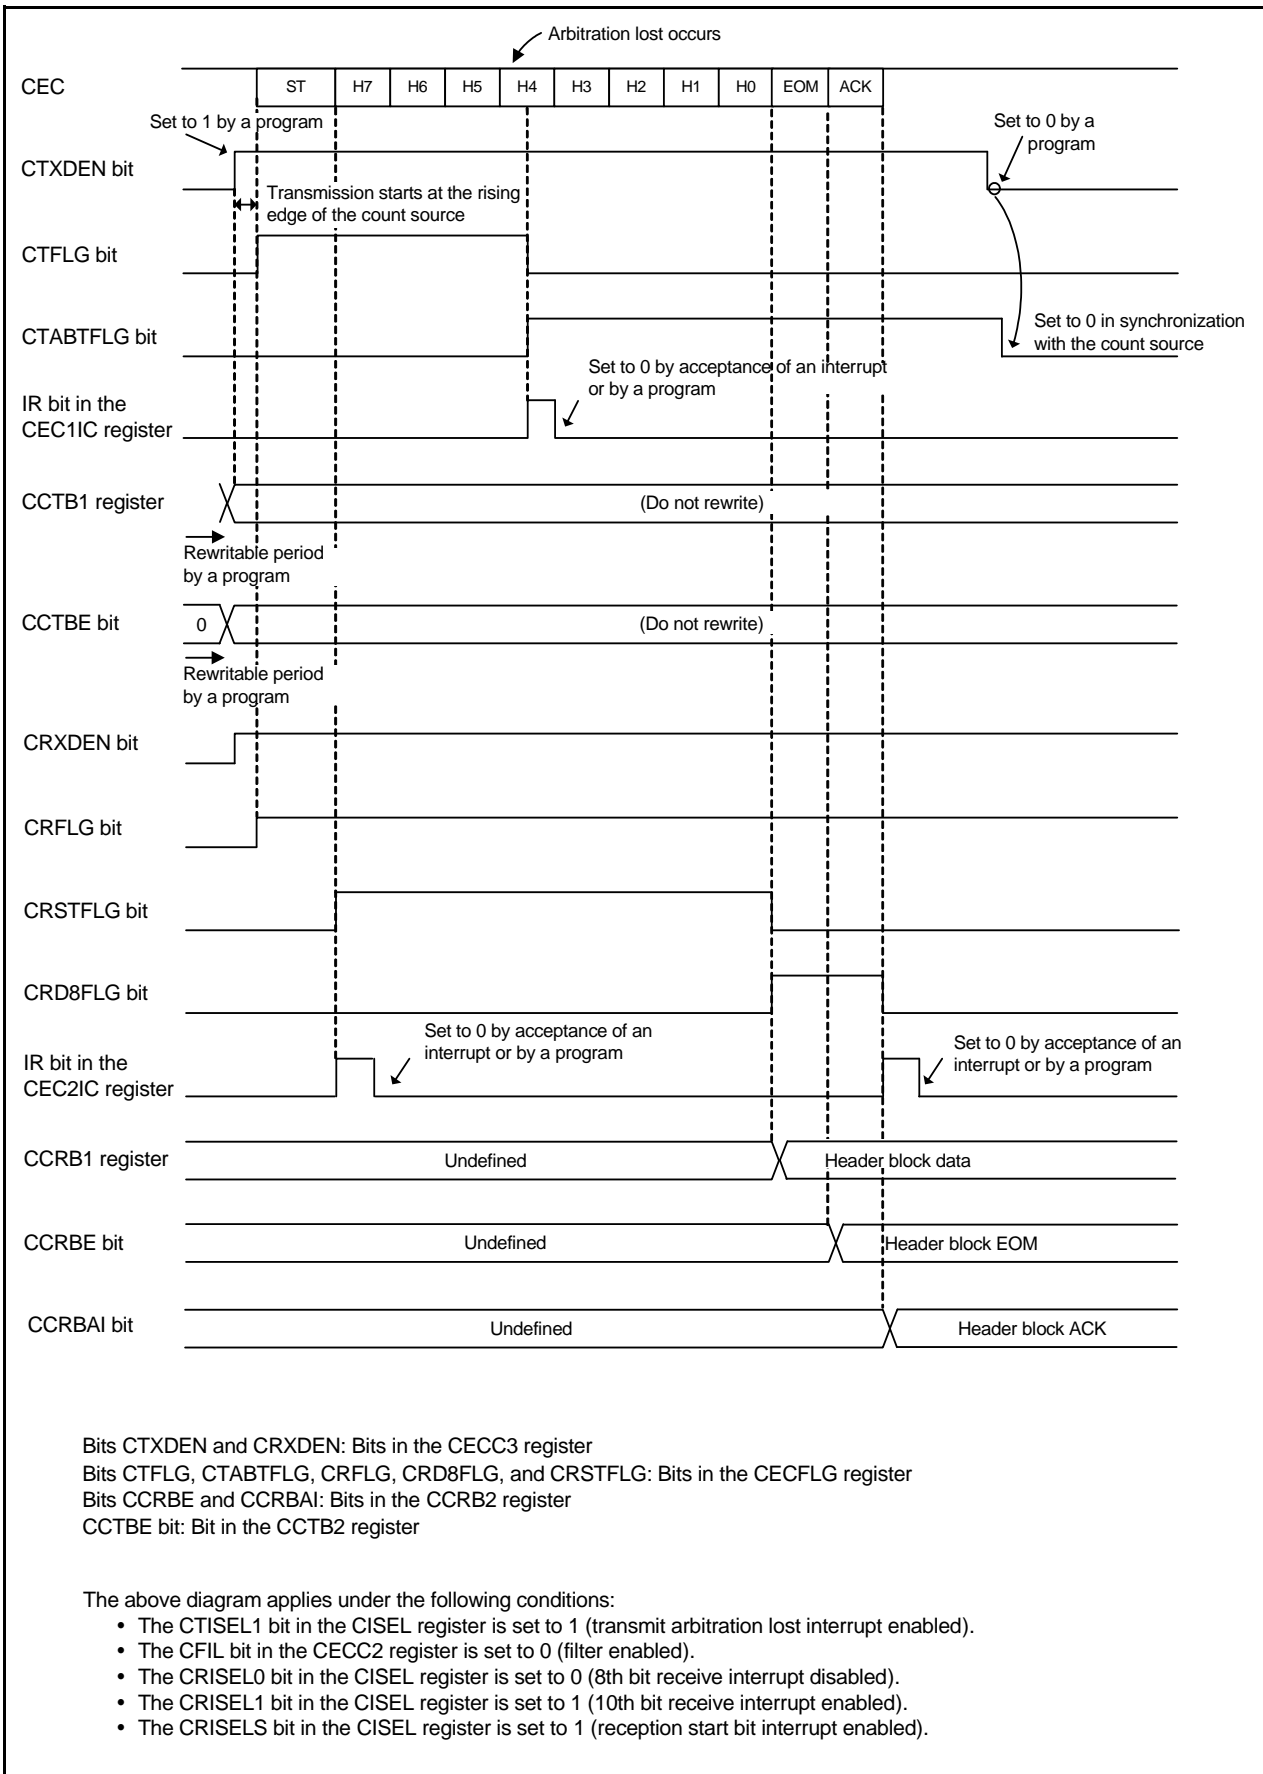 Arbitration lost occurs
CEC
ST H7 H6 H5 H4 H3 H2 H1 H0 EOM ACK
Set to 1 by a program
Set to 0 by a
program
CTXDEN bit
Transmission starts at the rising
edge of the count source
CTFLG bit
CTABTFLG bit
Set to 0 in synchronization
with the count source
Set to 0 by acceptance of an interrupt
or by a program
IR bit in the
CEC1IC register
CCTB1 register
(Do not rewrite)
Rewritable period
by a program
CCTBE bit
0
(Do not rewrite)
Rewritable period
by a program
CRXDEN bit
CRFLG bit
CRSTFLG bit
CRD8FLG bit
Set to 0 by acceptance of an
interrupt or by a program
Set to 0 by acceptance of an
interrupt or by a program
IR bit in the
CEC2IC register
CCRB1 register
Undefined
Header block data
CCRBE bit
Undefined
Header block EOM
CCRBAI bit
Undefined
Header block ACK
Bits CTXDEN and CRXDEN: Bits in the CECC3 register
Bits CTFLG, CTABTFLG, CRFLG, CRD8FLG, and CRSTFLG: Bits in the CECFLG register
Bits CCRBE and CCRBAI: Bits in the CCRB2 register
CCTBE bit: Bit in the CCTB2 register
The above diagram applies under the following conditions:
• The CTISEL1 bit in the CISEL register is set to 1 (transmit arbitration lost interrupt enabled).
• The CFIL bit in the CECC2 register is set to 0 (filter enabled).
• The CRISEL0 bit in the CISEL register is set to 0 (8th bit receive interrupt disabled).
• The CRISEL1 bit in the CISEL register is set to 1 (10th bit receive interrupt enabled).
• The CRISELS bit in the CISEL register is set to 1 (reception start bit interrupt enabled).